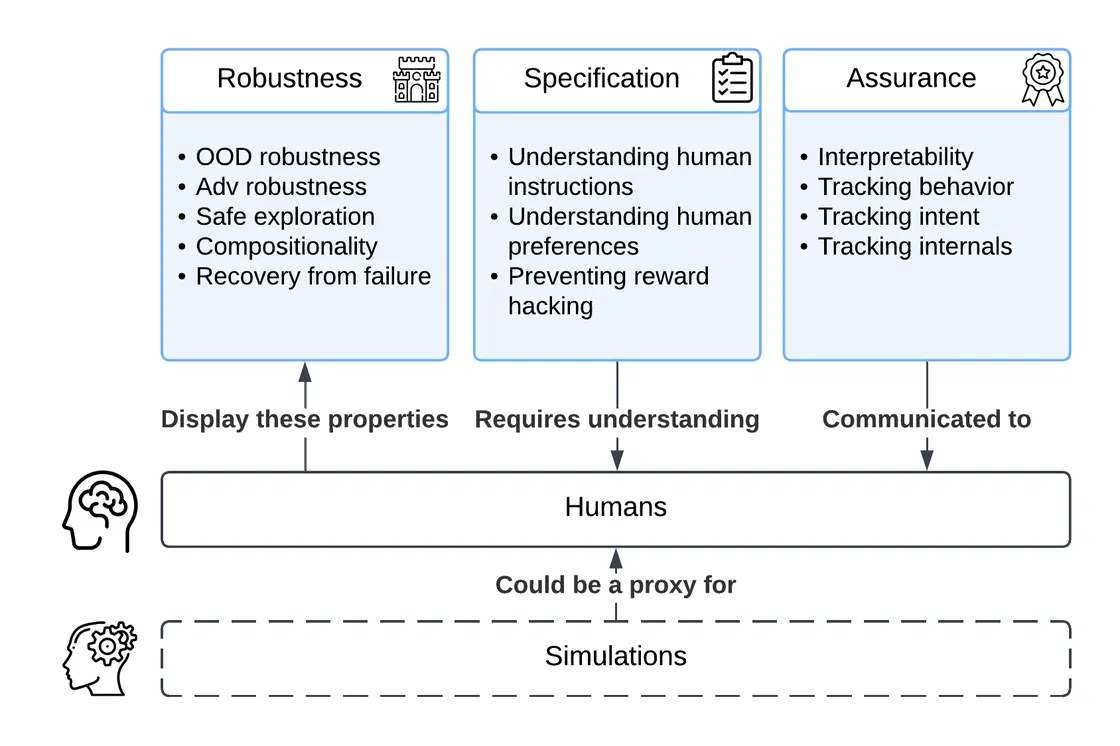 Robustness
• OOD robustness
• Adv robustness
• Safe exploration
• Compositionality
• Recovery from failure
Specification
• Understanding human
instructions
• Understanding human
preferences
• Preventing reward
hacking
Assurance
• Interpretability
• Tracking behavior
• Tracking intent
• Tracking internals
Display these properties
Requires understanding
Communicated to
Humans
Could be a proxy for
Simulations